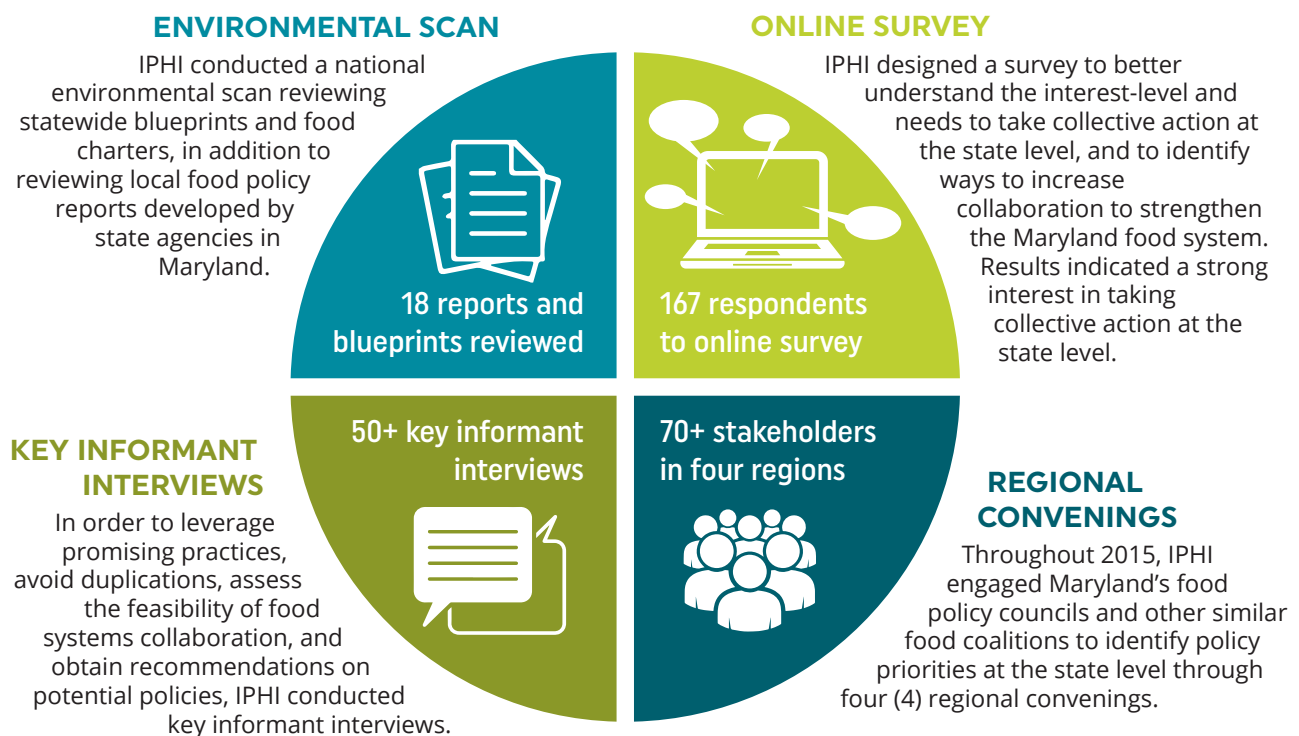 ENVIRONMENTAL SCAN
IPHI conducted a national
environmental scan reviewing
statewide blueprints and food
charters, in addition to
reviewing local food policy
reports developed by
state agencies in
Maryland.
18 reports and
blueprints reviewed
ONLINE SURVEY
IPHI designed a survey to better
understand the interest-level and
needs to take collective action at
the state level, and to identify
ways to increase
collaboration to strengthen
the Maryland food system.
Results indicated a strong
interest in taking
collective action at the
state level.
167 respondents
to online survey
KEY INFORMANT
INTERVIEWS
In order to leverage
promising practices,
avoid duplications, assess
the feasibility of food
systems collaboration, and
obtain recommendations on
potential policies, IPHI conducted
key informant interviews.
50+ key informant
interviews
70+ stakeholders
in four regions
REGIONAL
CONVENINGS
Throughout 2015, IPHI
engaged Maryland’s food
policy councils and other similar
food coalitions to identify policy
priorities at the state level through
four (4) regional convenings.